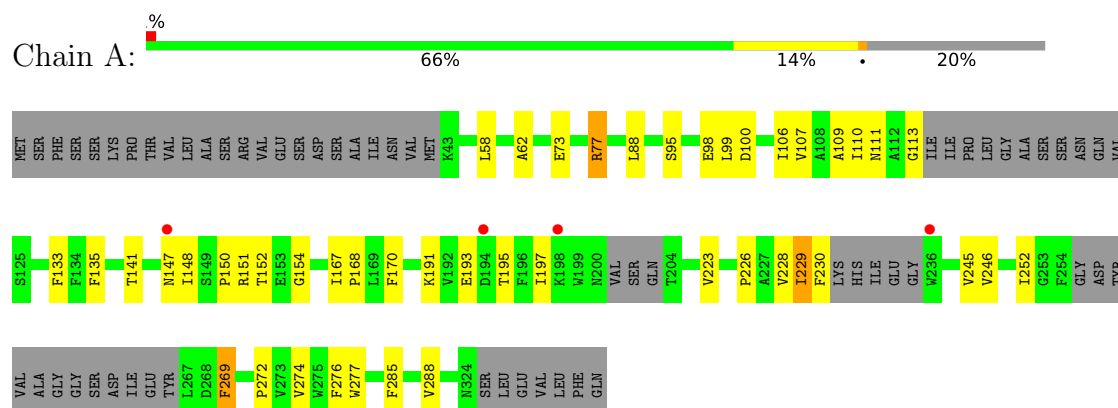 .%
Chain A:
66% 14% • 20%
MET SER PHE SER SER LYS PRO THR VAL LEU ALA SER ARG VAL GLU SER ASP SER ALA ILE ASN VAL MET K43 L58 A62 E73 R77 L88 S95 E98 L99 D100 I106 V107 A108 A109 I110 N111 A112 G113 ILE ILE PRO LEU GLY ALA SER SER ASN GLN VAL
S125 F133 F134 F135 T141 N147 I148 S149 P150 R151 T152 E153 G154 I167 P168 L169 F170 K191 V192 E193 D194 T195 F196 I197 K198 W199 N200 VAL SER GLN T204 V223 P226 A227 V228 I229 F230 LYS HIS ILE GLU GLY W236 V245 V246 I252 G253 F254 GLY ASP TYR
VAL ALA GLY GLY SER ASP ILE GLU TYR L267 D268 F269 P272 V273 V274 W275 F276 W277 F285 V288 N324 SER LEU GLU VAL LEU PHE GLN